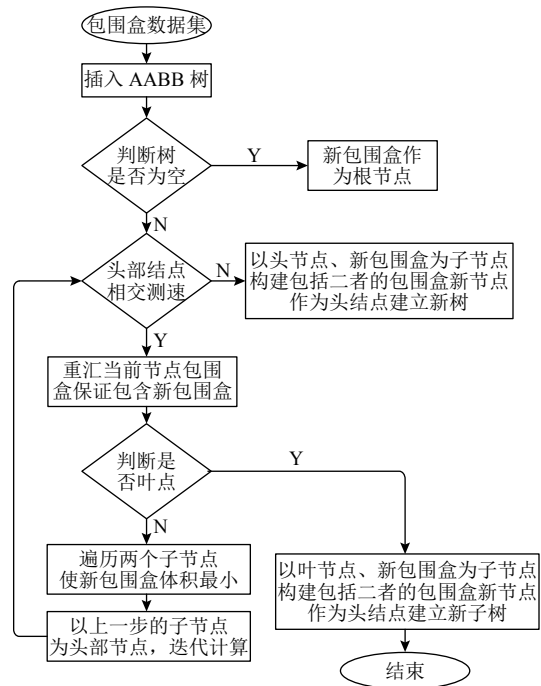 包围盒数据集
插入 AABB 树
判断树
是否为空
Y
新包围盒作
为根节点
N
头部结点
相交测速
N
以头节点、新包围盒为子节点
构建包括二者的包围盒新节点
作为头结点建立新树
Y
重汇当前节点包围
盒保证包含新包围盒
判断是
否叶点
Y
N
遍历两个子节点
使新包围盒体积最小
以叶节点、新包围盒为子节点
构建包括二者的包围盒新节点
作为头结点建立新子树
以上一步的子节点
为头部节点，迭代计算
结束